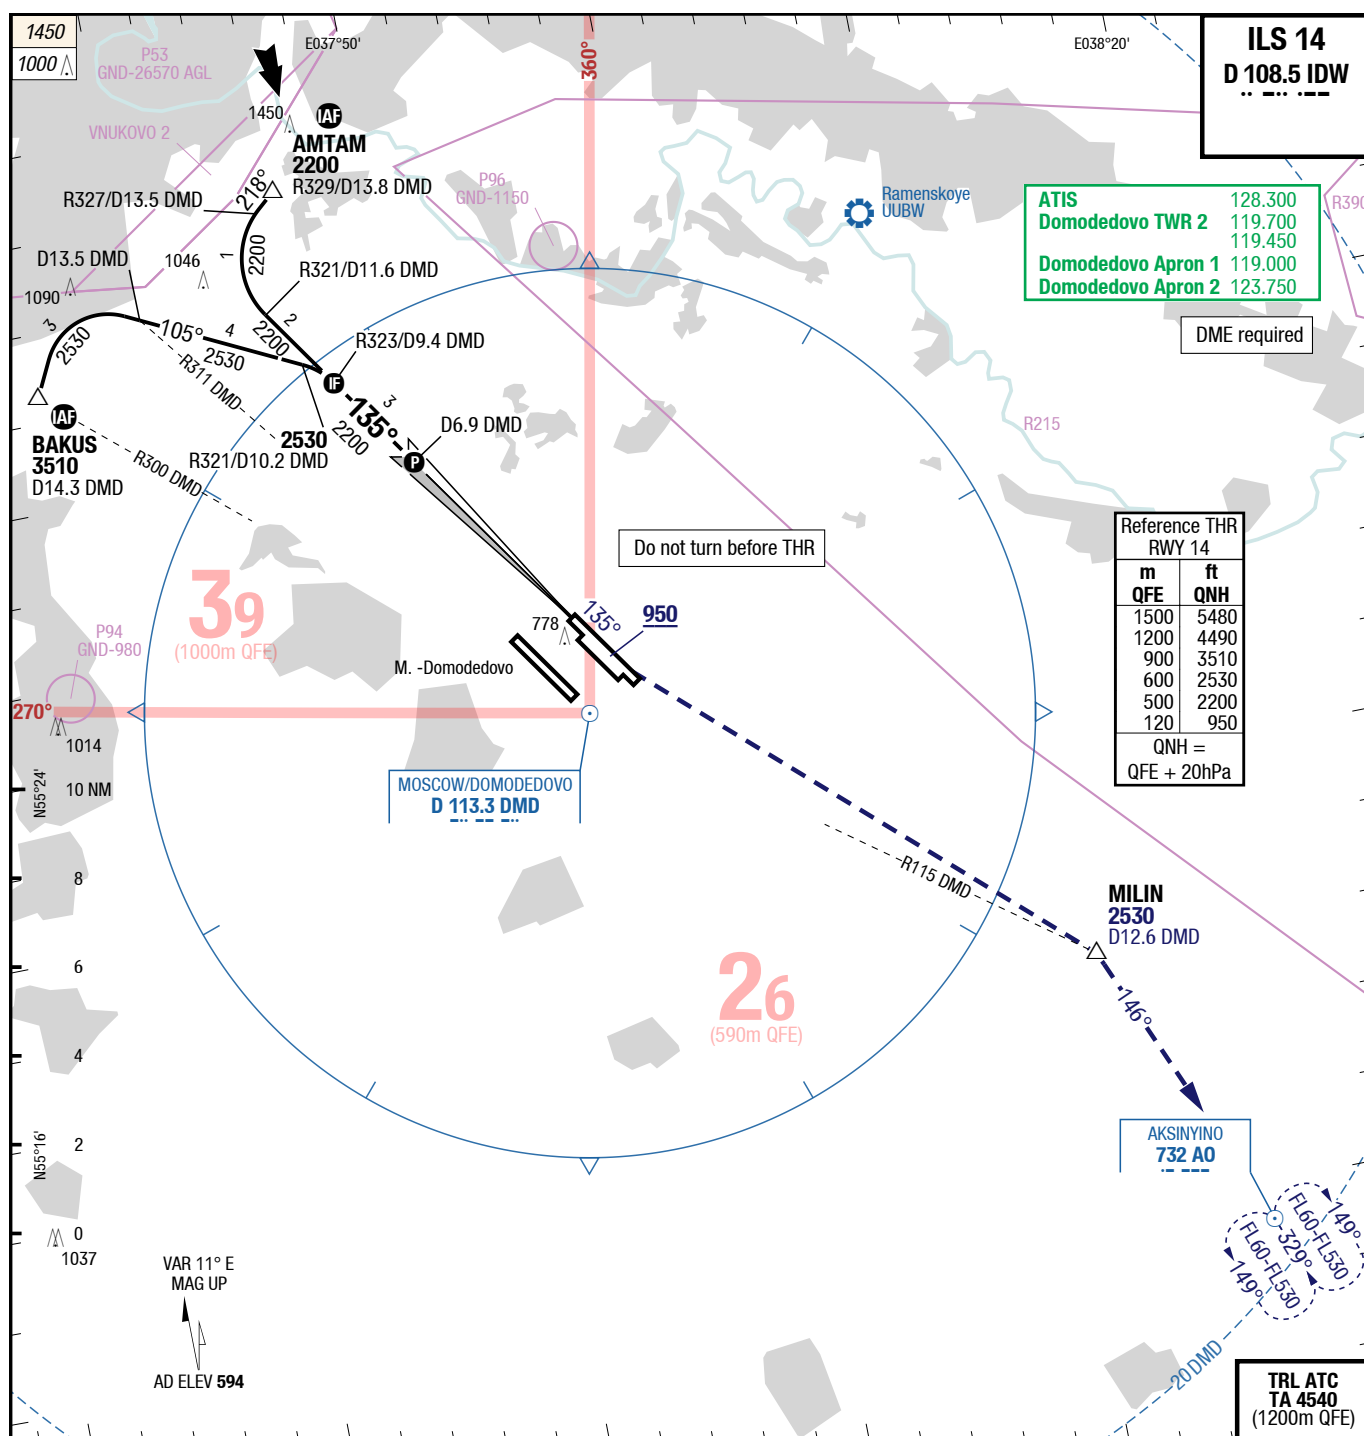 1450
1000
E037°50'
E038°20'
ILS 14
D 108.5 IDW
P53
GND-26570 AGL
VNUKOVO 2
360°
1450
IAF
AMTAM
2200
R329/D13.8 DMD
218°
R327/D13.5 DMD
P96
GND-1150
Ramenskoye
UUBW
ATIS 128.300
Domodedovo TWR 2 119.700
119.450
Domodedovo Apron 1 119.000
Domodedovo Apron 2 123.750
R390
DME required
D13.5 DMD
1046
1
2200
R321/D11.6 DMD
1090
3
2530
105°
4
2530
2
2200
R323/D9.4 DMD
IF
R311 DMD
3
135°
2200
D6.9 DMD
P
IAF
BAKUS
3510
D14.3 DMD
R300 DMD
2530
R321/D10.2 DMD
R215
Do not turn before THR
Reference THR
RWY 14
m ft
QFE QNH
1500 5480
1200 4490
900 3510
600 2530
500 2200
120 950
QNH =
QFE + 20hPa
39
(1000m QFE)
P94
GND-980
778
135°
950
M. -Domodedovo
270°
1014
N55°24'
10 NM
8
6
4
2
0
N55°16'
MOSCOW/DOMODEDOVO
D 113.3 DMD
R115 DMD
MILIN
2530
D12.6 DMD
26
(590m QFE)
146°
AKSINYINO
732 AO
149°
FL60-FL530
329°
FL60-FL530
149°
1037
VAR 11° E
MAG UP
AD ELEV 594
20 DMD
TRL ATC
TA 4540
(1200m QFE)